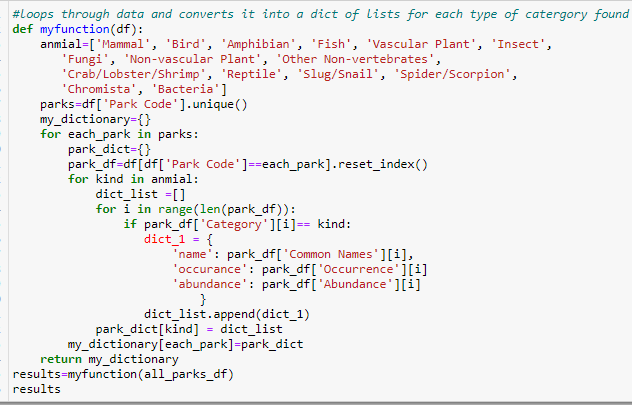 #loops through data and converts it into a dict of lists for each type of catergory found
def myfunction(df):
    anmial=['Mammal', 'Bird', 'Amphibian', 'Fish', 'Vascular Plant', 'Insect',
       'Fungi', 'Non-vascular Plant', 'Other Non-vertebrates',
       'Crab/Lobster/Shrimp', 'Reptile', 'Slug/Snail', 'Spider/Scorpion',
       'Chromista', 'Bacteria']
    parks=df['Park Code'].unique()
    my_dictionary={}
    for each_park in parks:
        park_dict={}
        park_df=df[df['Park Code']==each_park].reset_index()
        for kind in anmial:
            dict_list =[]
            for i in range(len(park_df)):
                if park_df['Category'][i]== kind:
                   dict_1 = {
                       'name': park_df['Common Names'][i],
                       'occurance': park_df['Occurrence'][i]
                       'abundance': park_df['Abundance'][i]
                           }
                   dict_list.append(dict_1)
            park_dict[kind] = dict_list
        my_dictionary[each_park]=park_dict
    return my_dictionary
results=myfunction(all_parks_df)
results